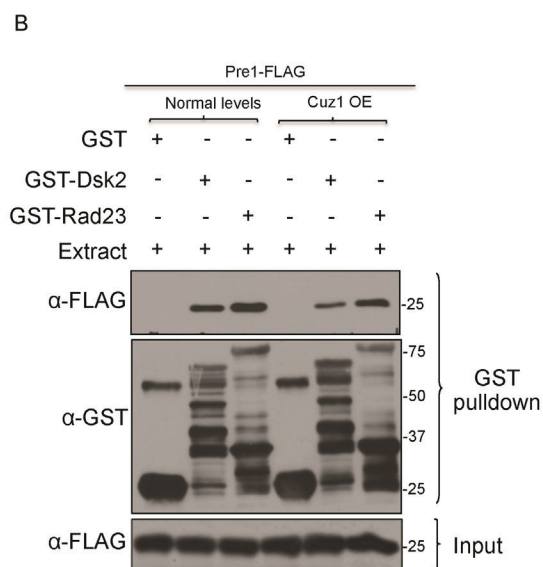 B
Pre1-FLAG
Normal levels Cuz1 OE
GST + - - + - -
GST-Dsk2 - + - - + -
GST-Rad23 - - + - - +
Extract + + + + + +
α-FLAG -25
-75
-50
α-GST -37
-25
GST
pulldown
α-FLAG -25 Input